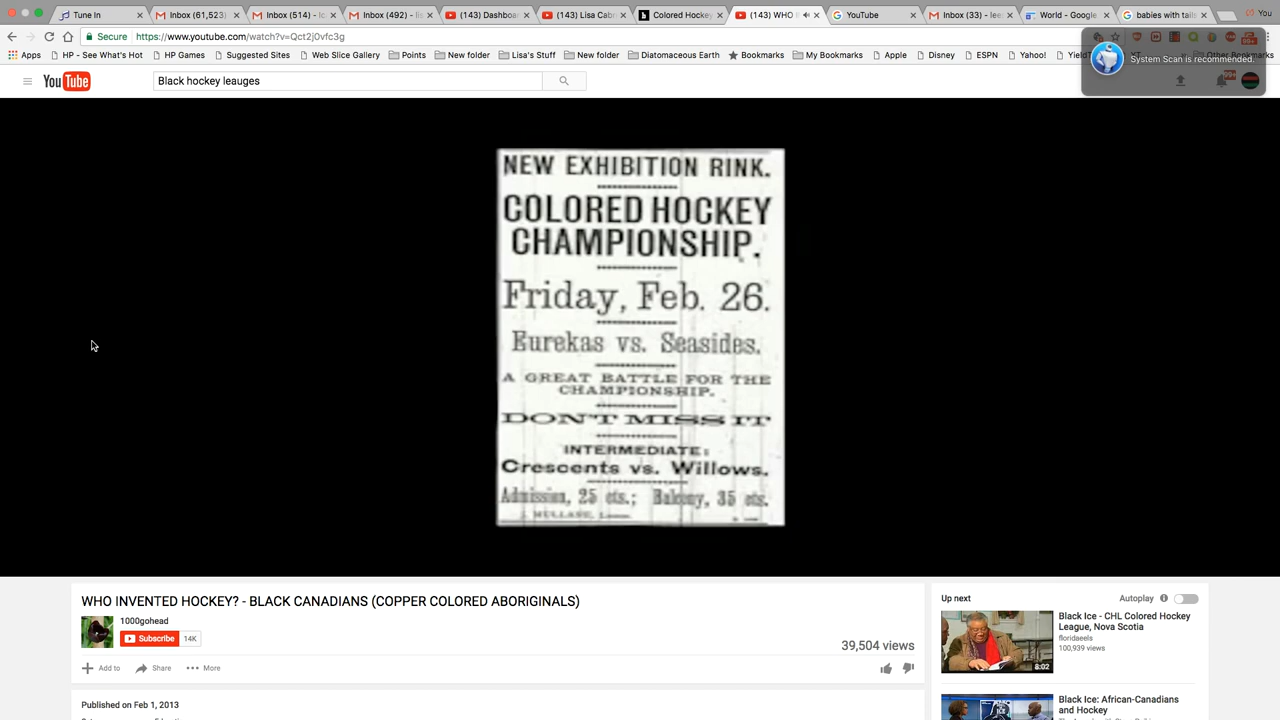 Tune In
Inbox (61,523)
Inbox (514) - lc
Inbox (492) - lis
(143) Dashboa
(143) Lisa Cabr
Colored Hockey
(143) WHO I
YouTube
Inbox (33) - lee
World - Google
babies with tails
You
Secure
https://www.youtube.com/watch?v=Qct2j0vfc3g
Apps
HP - See What's Hot
HP Games
Suggested Sites
Web Slice Gallery
Points
New folder
Lisa's Stuff
New folder
Diatomaceous Earth
Bookmarks
My Bookmarks
Apple
Disney
ESPN
Yahoo!
Other Bookmarks
System Scan is recommended.
YouTube
Black hockey leauges
NEW EXHIBITION RINK.
COLORED HOCKEY
CHAMPIONSHIP.
Friday, Feb. 26.
Eurekas vs. Seasides.
A GREAT BATTLE FOR THE
CHAMPIONSHIP.
DON'T MISS IT
INTERMEDIATE:
Crescents vs. Willows.
Admission, 25 cts.; Balcony, 35 cts.
WHO INVENTED HOCKEY? - BLACK CANADIANS (COPPER COLORED ABORIGINALS)
1000gohead
Subscribe 14K
39,504 views
Add to Share More
Published on Feb 1, 2013
Up next
Autoplay
Black Ice - CHL Colored Hockey
League, Nova Scotia
floridaeels
100,939 views
8:02
Black Ice: African-Canadians
and Hockey